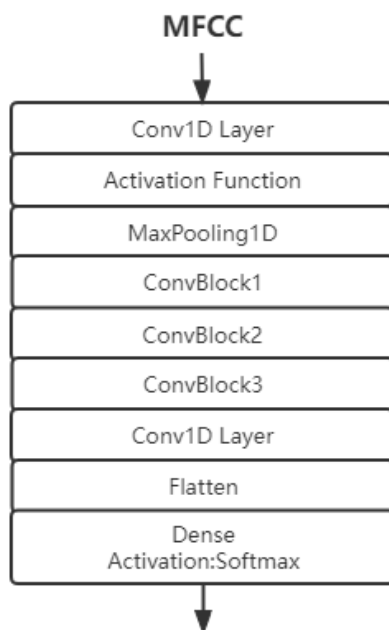 MFCC
Conv1D Layer
Activation Function
MaxPooling1D
ConvBlock1
ConvBlock2
ConvBlock3
Conv1D Layer
Flatten
Dense
Activation:Softmax